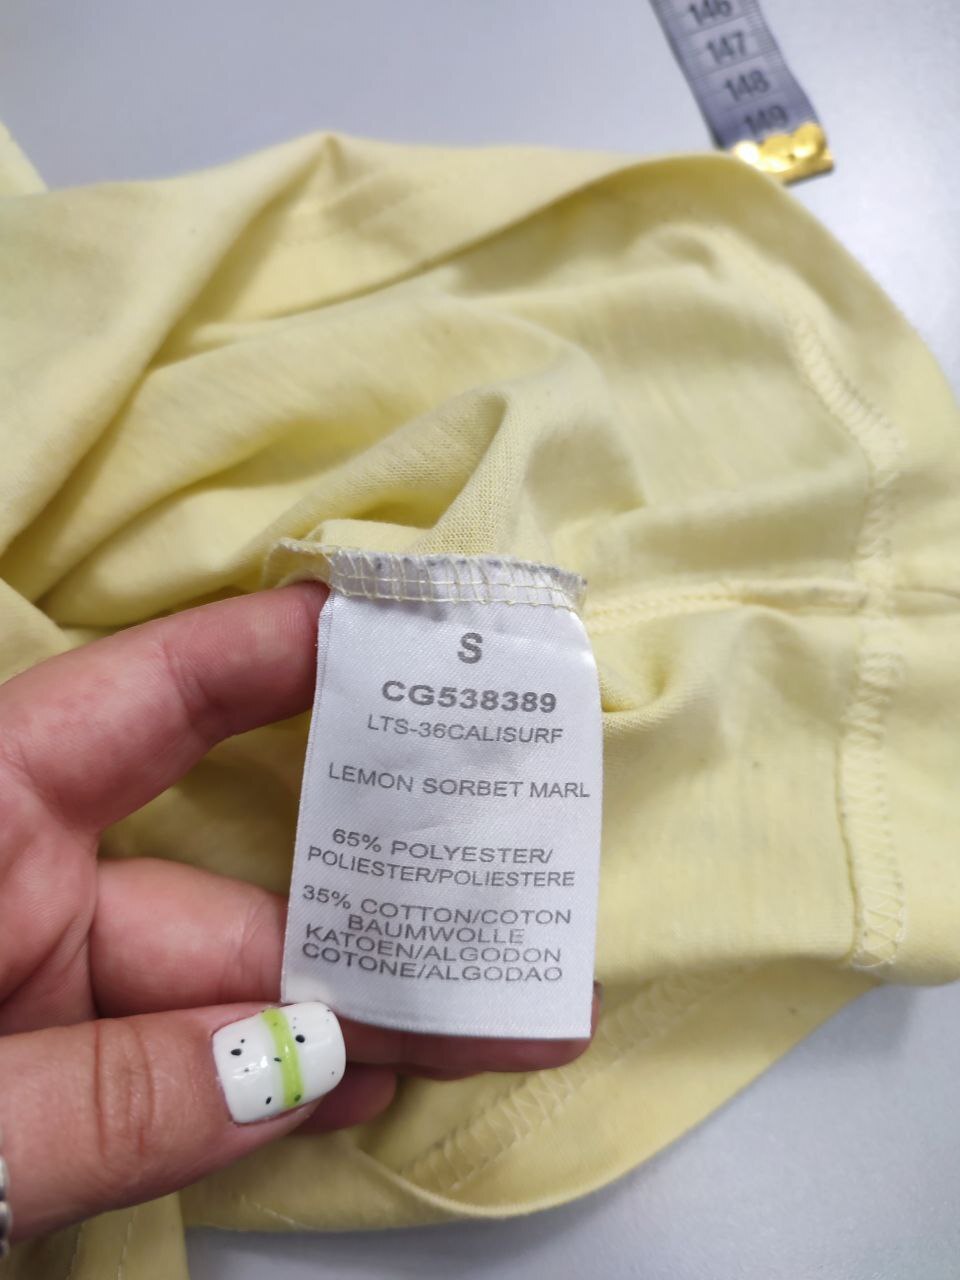 146
147
148
149
S
CG538389
LTS-36CALISURF
LEMON SORBET MARL
65% POLYESTER/
POLIESTER/POLIESTERE
35% COTTON/COTON
BAUMWOLLE
KATOEN/ALGODON
COTONE/ALGODAO